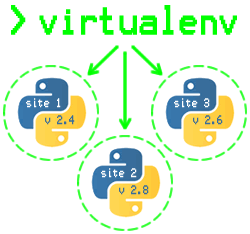 > virtualenv
site 1
v 2.4
site 3
v 2.6
site 2
v 2.8